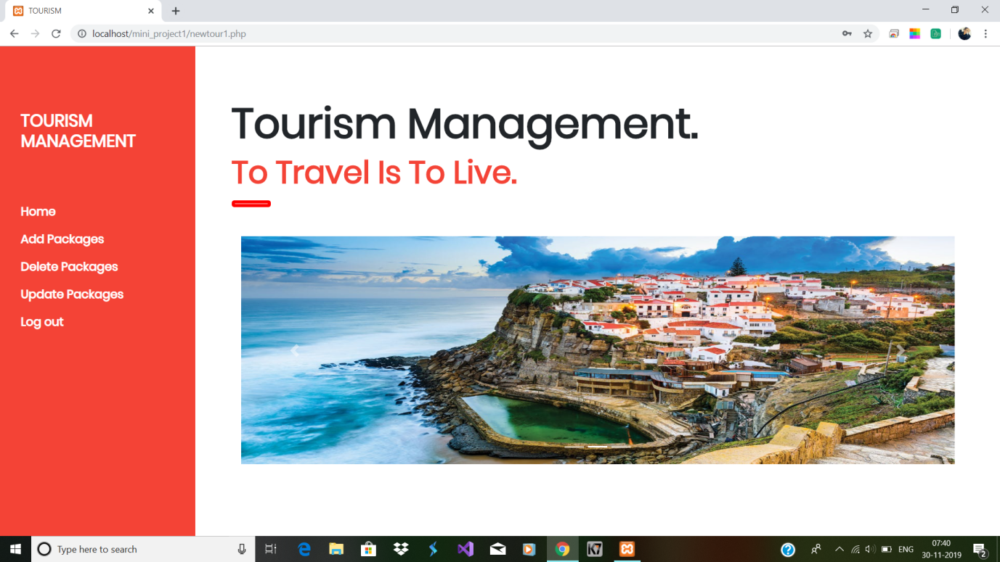 TOURISM
localhost/mini_project1/newtour1.php
TOURISM
MANAGEMENT
Home
Add Packages
Delete Packages
Update Packages
Log out
Tourism Management.
To Travel Is To Live.
Type here to search
ENG
07:40
30-11-2019
2